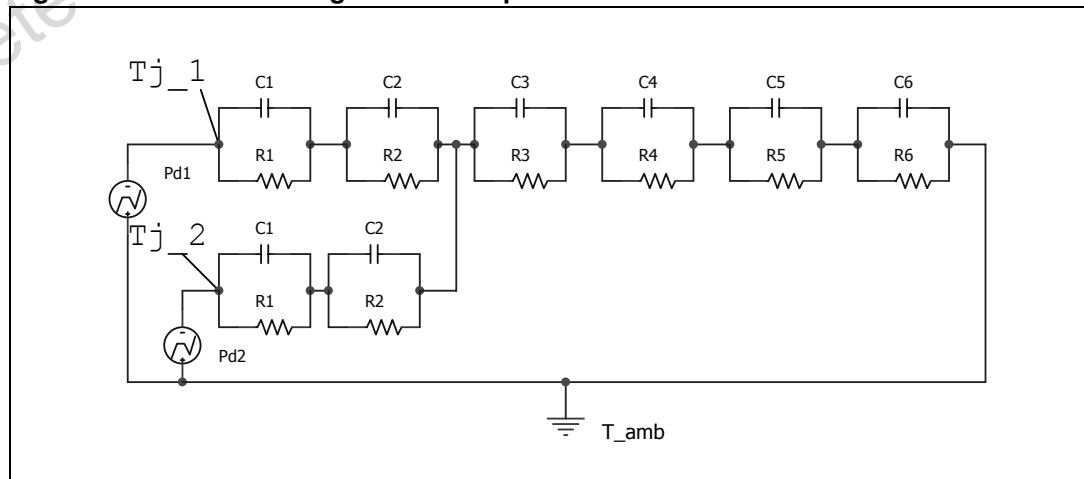 Tj_1
C1 C2 C3 C4 C5 C6
R1 R2 R3 R4 R5 R6
Pd1
Tj_2
C1 C2
R1 R2
Pd2
T_amb